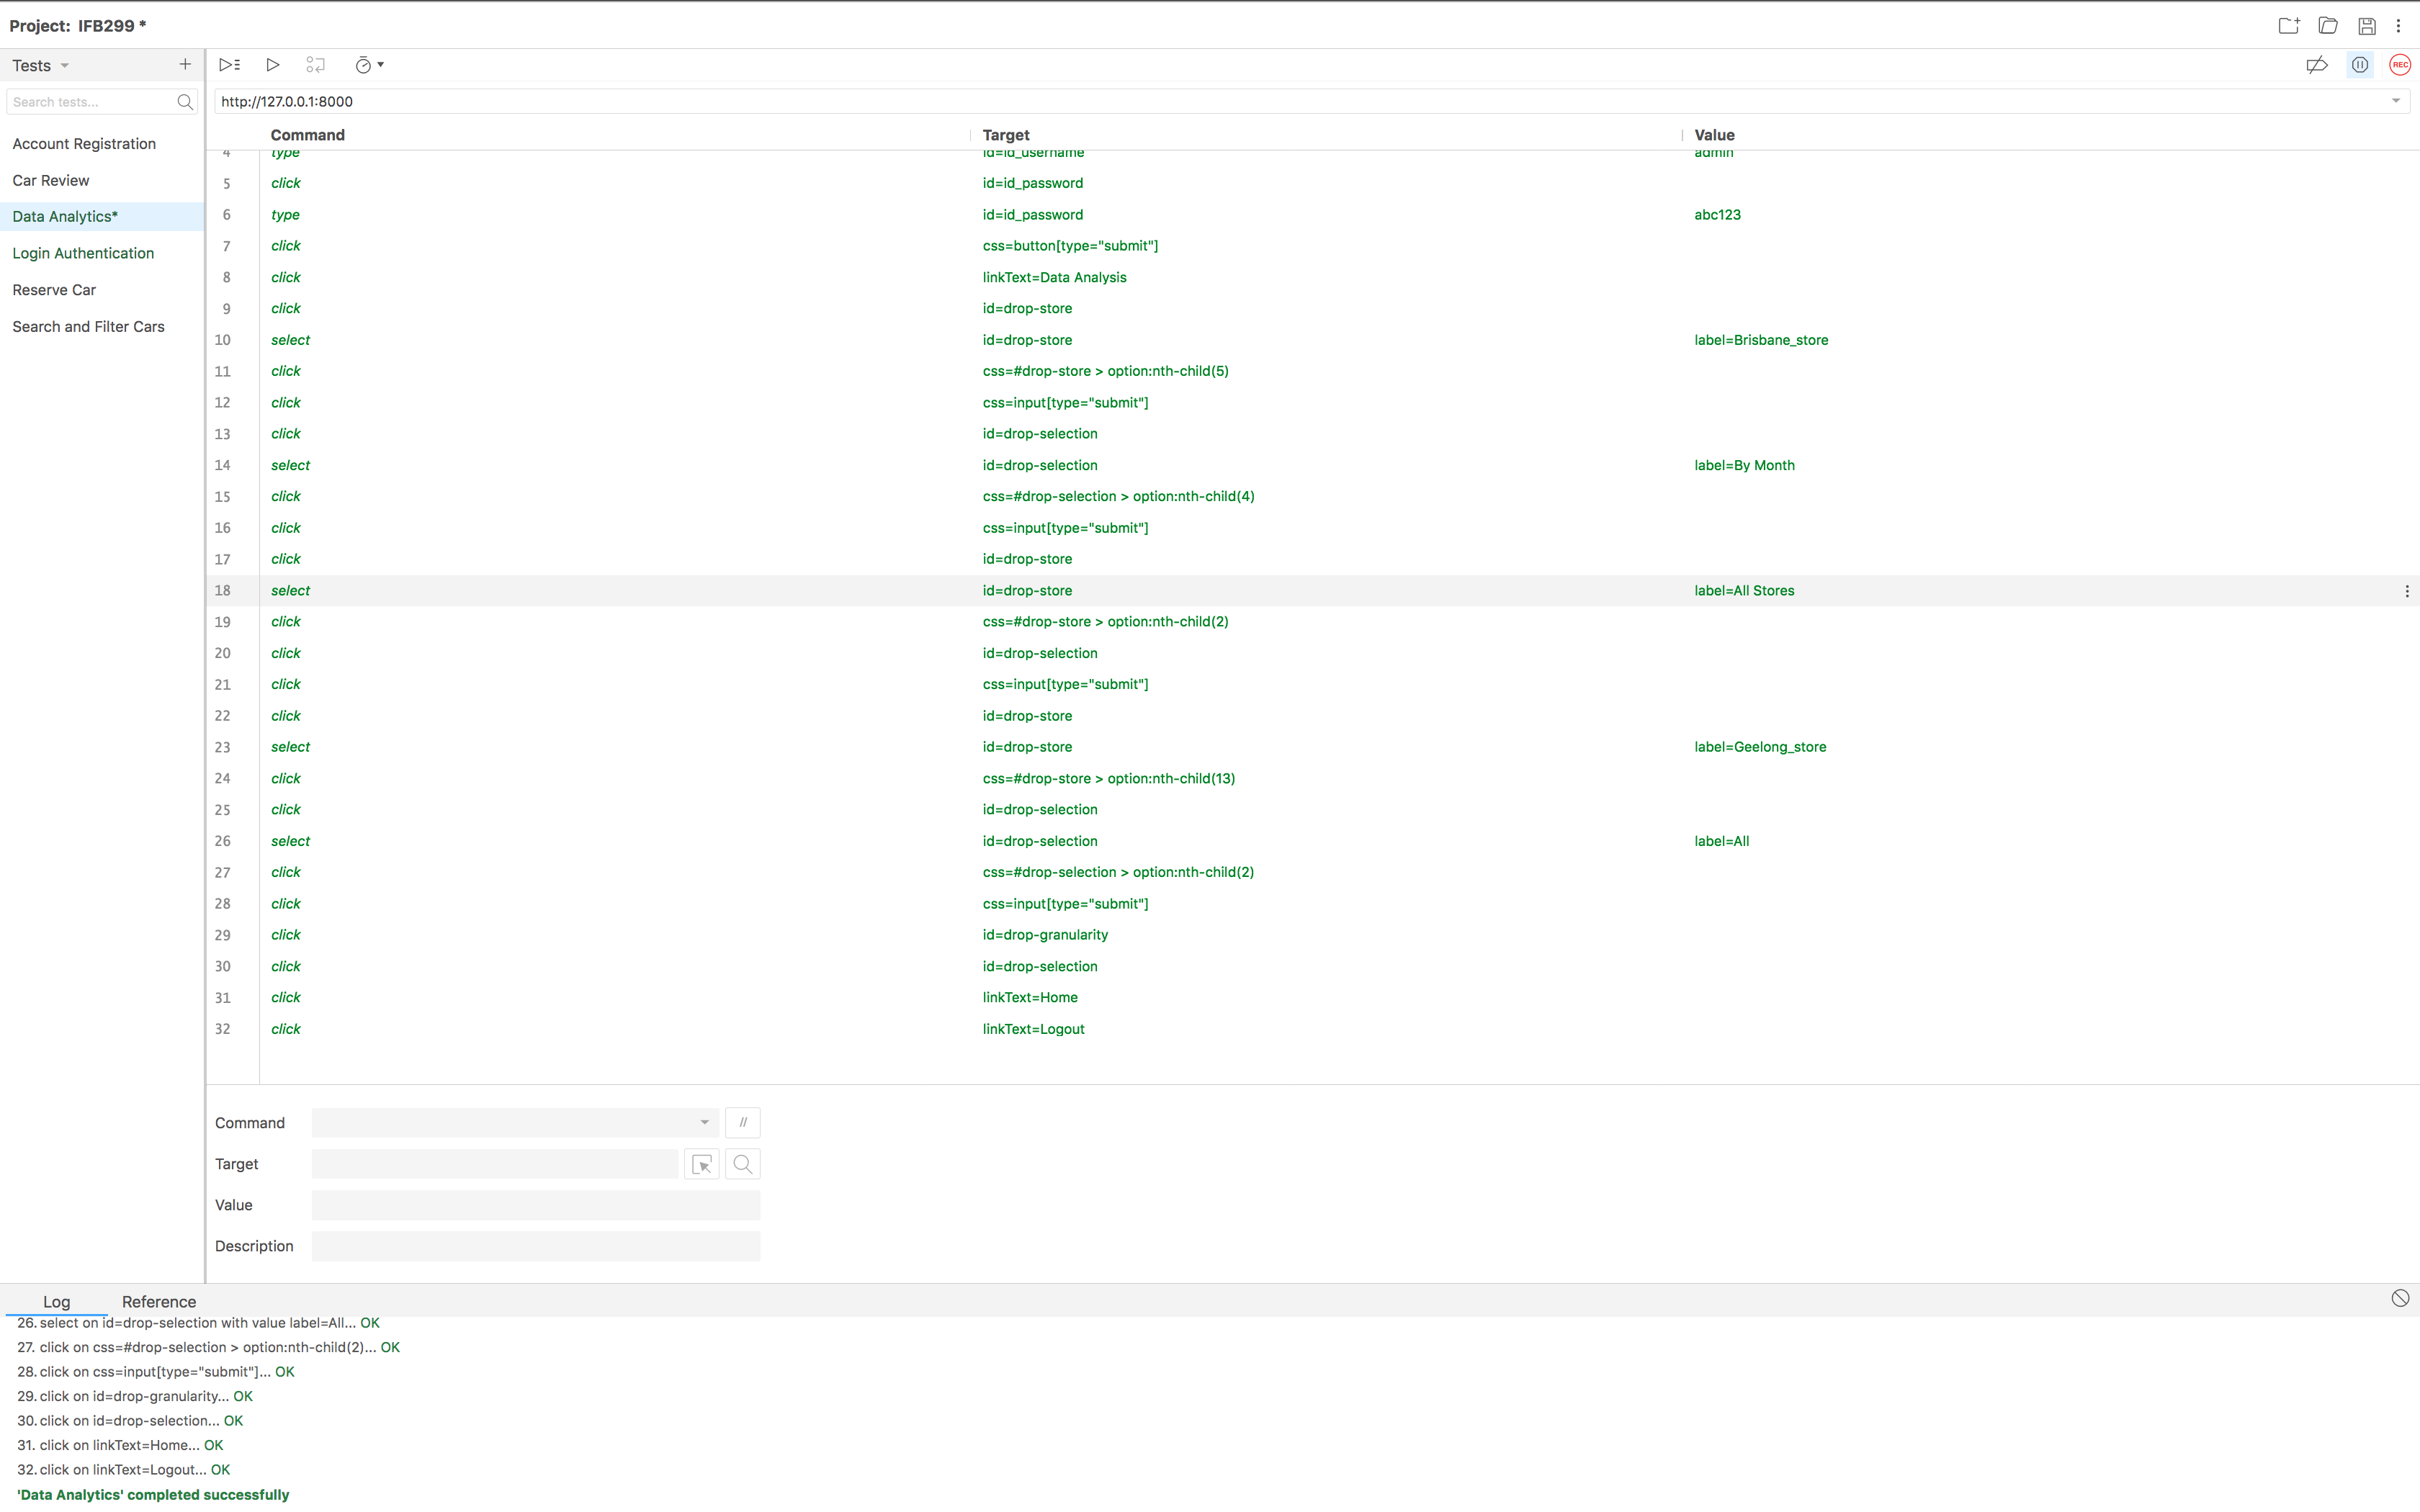 Project: IFB299 *
Tests
Search tests...
Account Registration
Car Review
Data Analytics*
Login Authentication
Reserve Car
Search and Filter Cars
REC
http://127.0.0.1:8000
Command Target Value
4 type id=id_username admin
5 click id=id_password
6 type id=id_password abc123
7 click css=button[type="submit"]
8 click linkText=Data Analysis
9 click id=drop-store
10 select id=drop-store label=Brisbane_store
11 click css=#drop-store > option:nth-child(5)
12 click css=input[type="submit"]
13 click id=drop-selection
14 select id=drop-selection label=By Month
15 click css=#drop-selection > option:nth-child(4)
16 click css=input[type="submit"]
17 click id=drop-store
18 select id=drop-store label=All Stores
19 click css=#drop-store > option:nth-child(2)
20 click id=drop-selection
21 click css=input[type="submit"]
22 click id=drop-store
23 select id=drop-store label=Geelong_store
24 click css=#drop-store > option:nth-child(13)
25 click id=drop-selection
26 select id=drop-selection label=All
27 click css=#drop-selection > option:nth-child(2)
28 click css=input[type="submit"]
29 click id=drop-granularity
30 click id=drop-selection
31 click linkText=Home
32 click linkText=Logout
Command //
Target
Value
Description
Log Reference
26. select on id=drop-selection with value label=All... OK
27. click on css=#drop-selection > option:nth-child(2)... OK
28. click on css=input[type="submit"]... OK
29. click on id=drop-granularity... OK
30. click on id=drop-selection... OK
31. click on linkText=Home... OK
32. click on linkText=Logout... OK
'Data Analytics' completed successfully